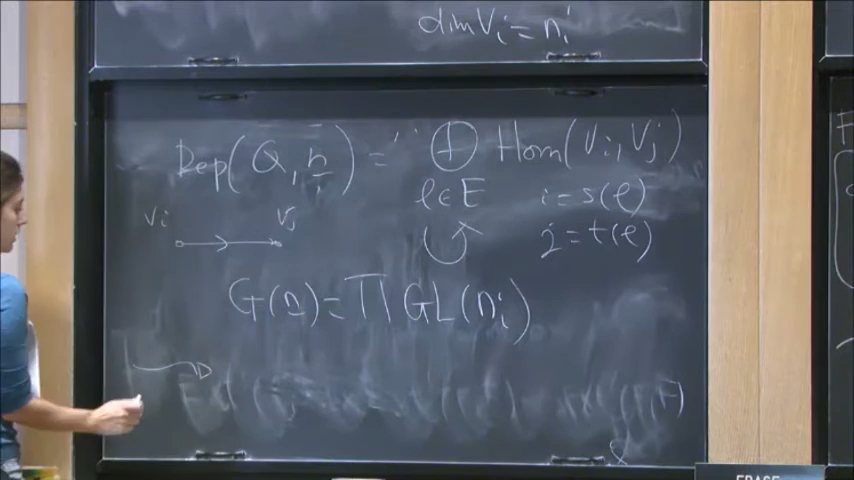 dim Vᵢ = nᵢ
Rep(Q, n) = ⊕ Hom(Vᵢ, Vⱼ)
e∈E i = s(e)
Vᵢ Vⱼ j = t(e)
G(n) = ∏ GL(nᵢ)
ERASE